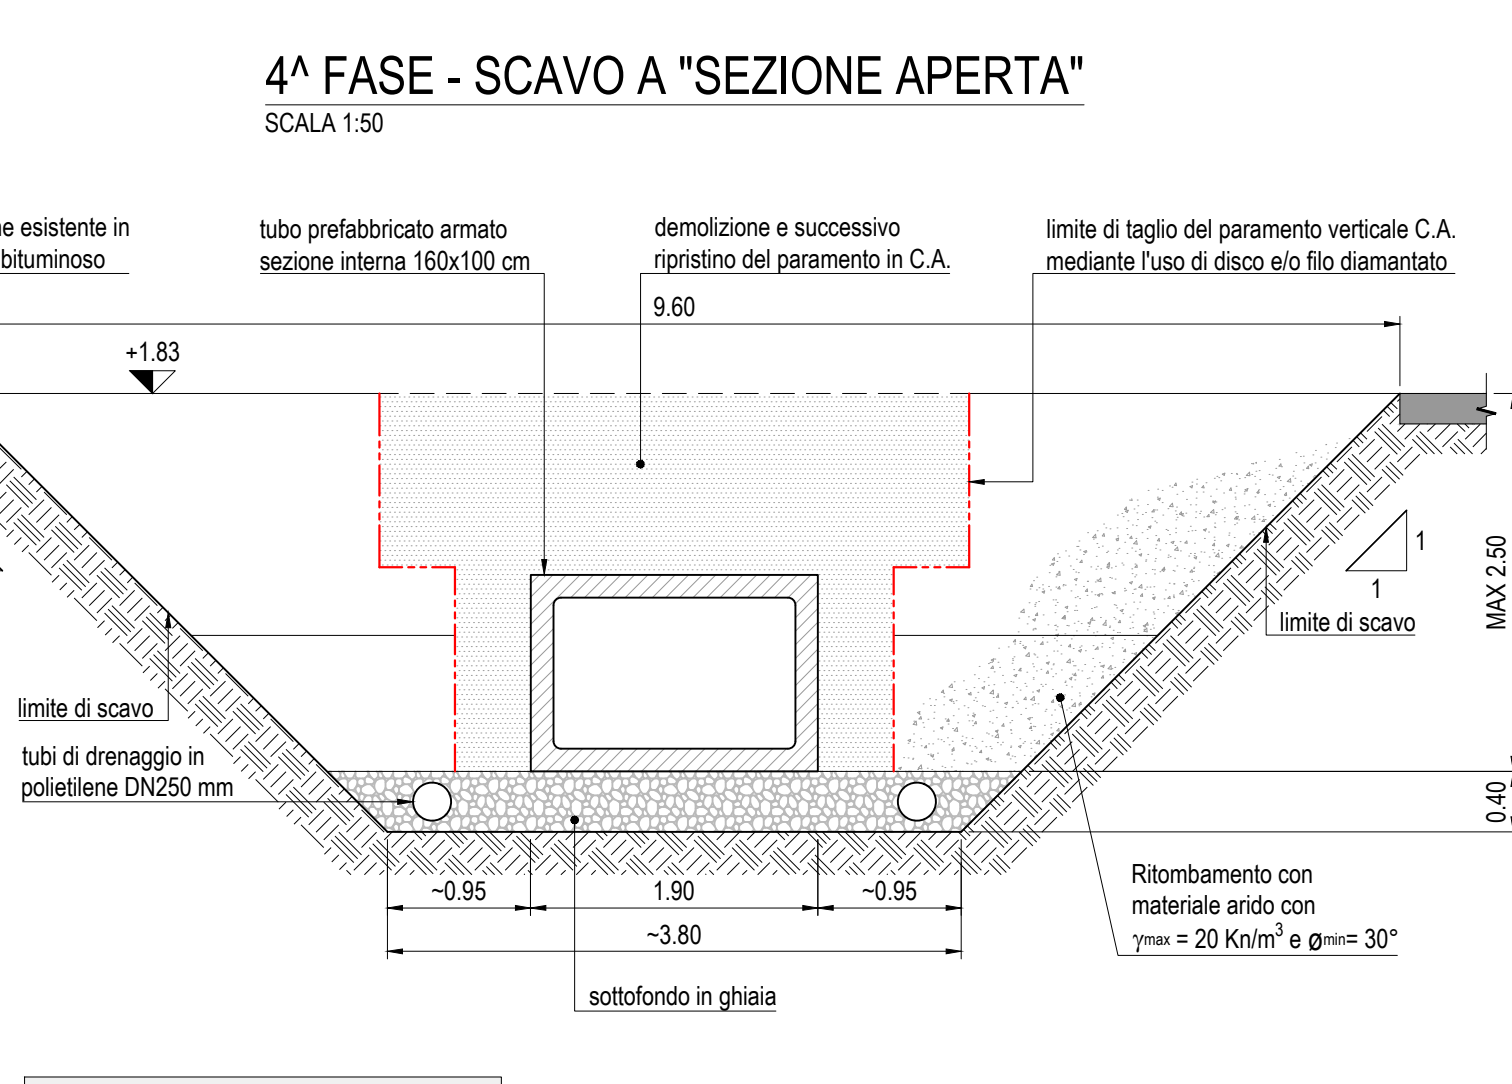 4^ FASE - SCAVO A "SEZIONE APERTA"
SCALA 1:50
e esistente in
bituminoso
tubo prefabbricato armato
sezione interna 160x100 cm
demolizione e successivo
ripristino del paramento in C.A.
limite di taglio del paramento verticale C.A.
mediante l'uso di disco e/o filo diamantato
9.60
+1.83
1
1
MAX 2.50
limite di scavo
limite di scavo
tubi di drenaggio in
polietilene DN250 mm
0.40
~0.95
1.90
~0.95
~3.80
Ritombamento con
materiale arido con
γmax = 20 Kn/m³ e ømin= 30°
sottofondo in ghiaia